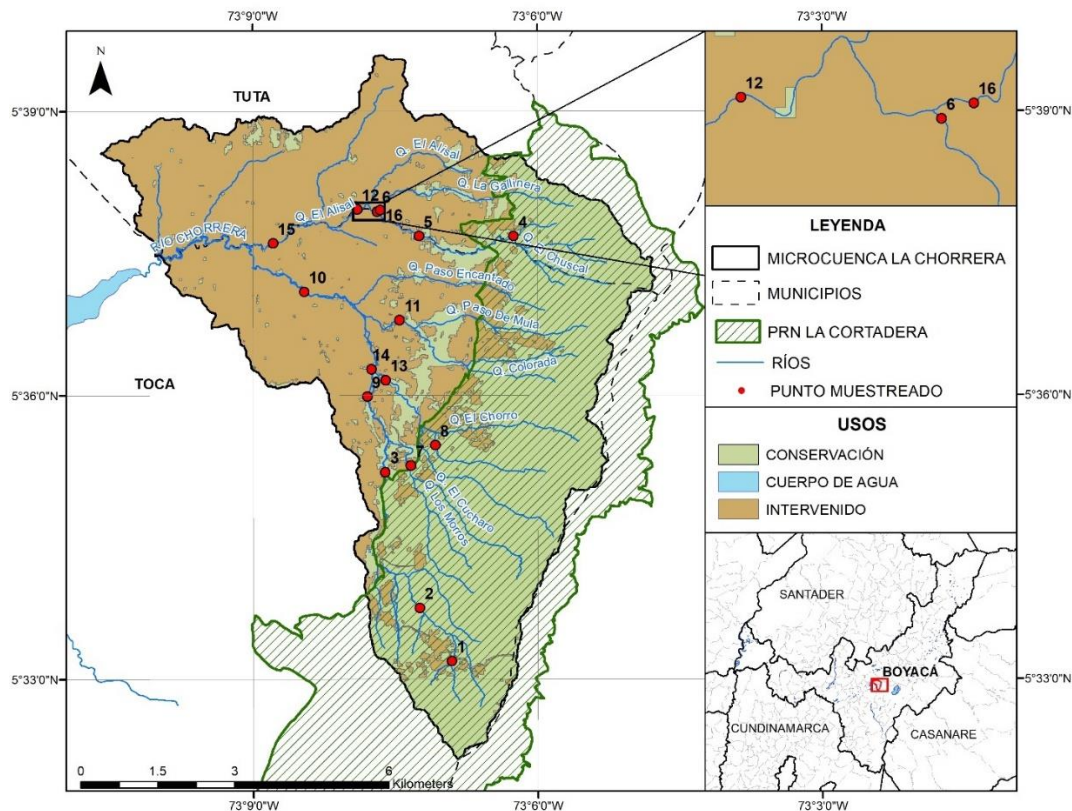 73°9'0"W
73°6'0"W
73°3'0"W
N
TUTA
5°39'0"N
5°39'0"N
12
16
6
Q. El Alisal
Q. La Gallinera
12
6
16
Q. El Alisal
5
4
15
RÍO CHORRERA
Q. El Chuscal
LEYENDA
MICROCUENCA LA CHORRERA
MUNICIPIOS
PRN LA CORTADERA
RÍOS
PUNTO MUESTREADO
10
Q. Paso Encantado
11
Q. Paso De Mula
Q. Colorada
TOCA
14
13
9
5°36'0"N
5°36'0"N
Q. El Chorro
8
3
7
Q. El Cucharo
Q. Los Morros
USOS
CONSERVACIÓN
CUERPO DE AGUA
INTERVENIDO
2
1
SANTADER
BOYACÁ
CUNDINAMARCA
CASANARE
5°33'0"N
5°33'0"N
0
1.5
3
6
Kilometers
73°9'0"W
73°6'0"W
73°3'0"W